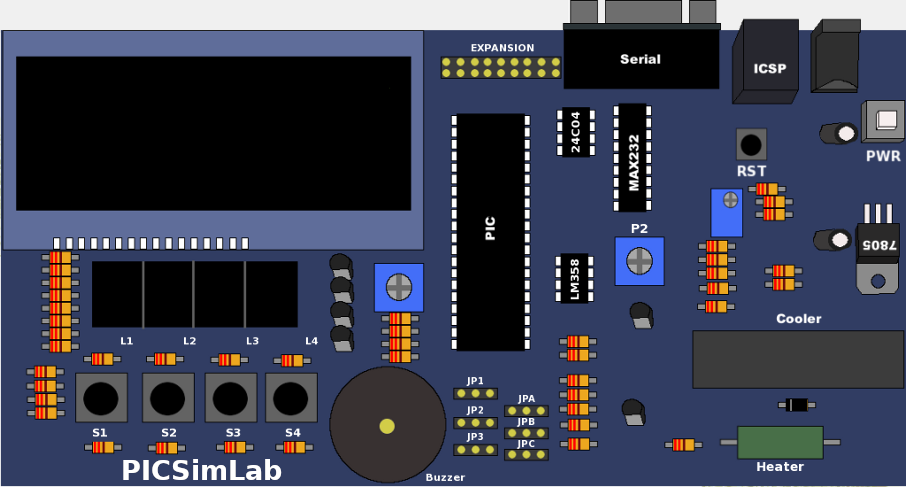 EXPANSION
Serial
ICSP
24C04
MAX232
PWR
RST
PIC
P2
7805
LM358
Cooler
L1 L2 L3 L4
JP1
JPA
JP2
JPB
S1 S2 S3 S4
JP3
JPC
PICSimLab
Buzzer
Heater